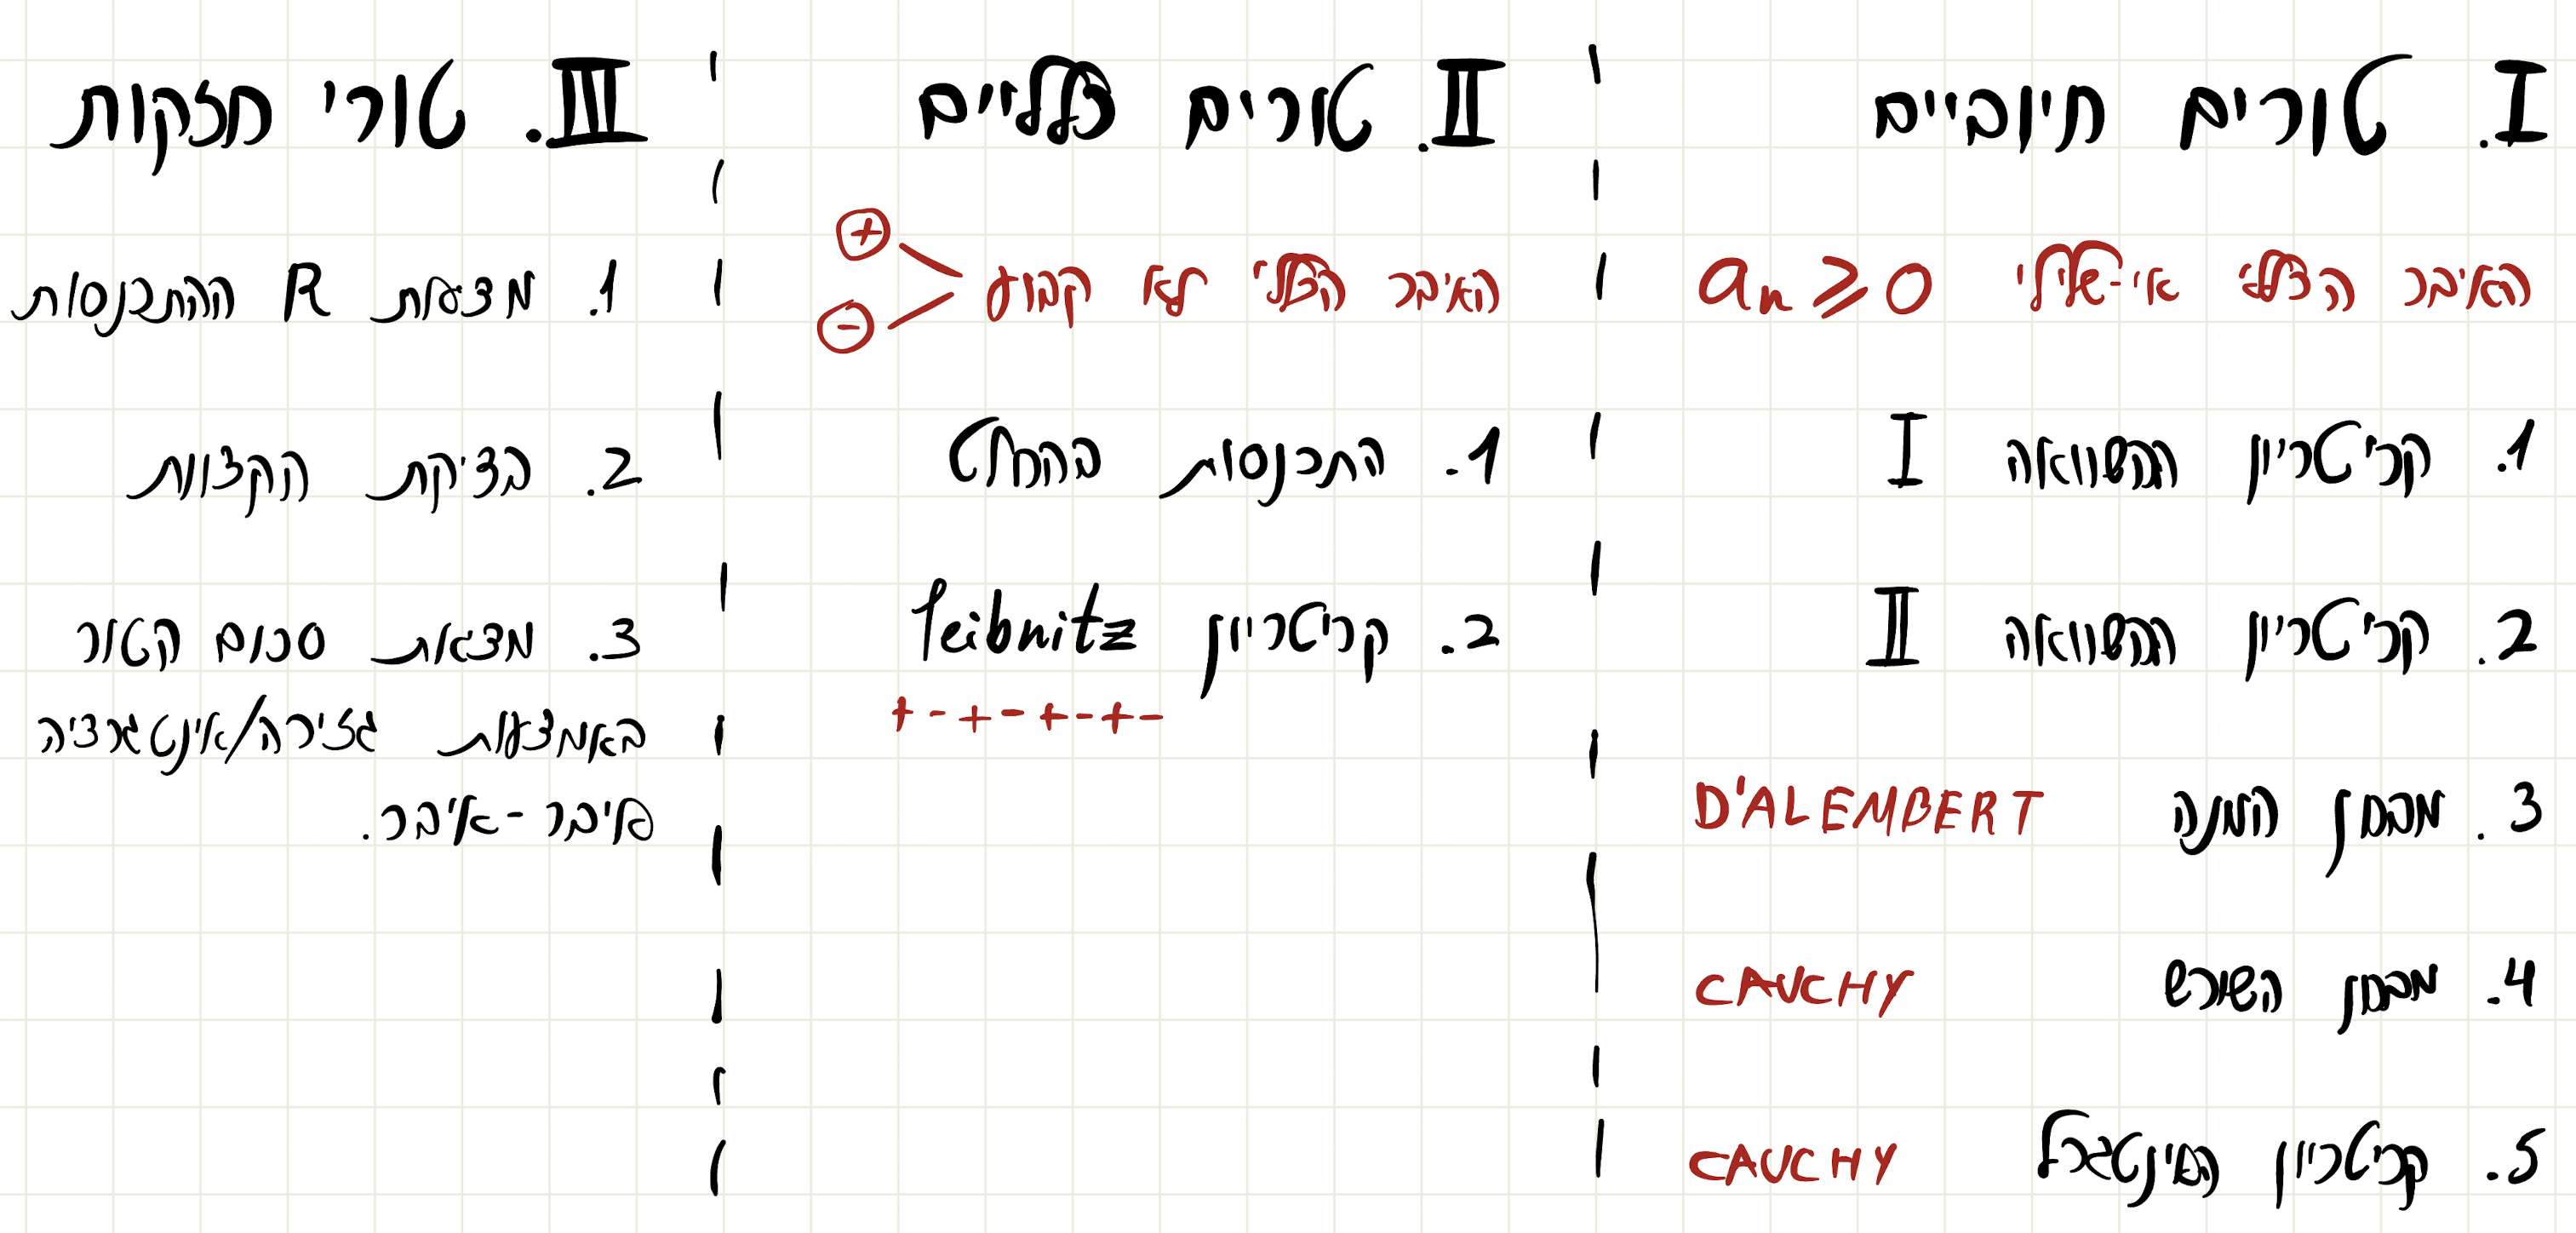 I. טורים חיוביים
האיבר הכללי אי-שלילי an ≥ 0
1. קריטריון ההשוואה I
2. קריטריון ההשוואה II
3. מבחן המנה D'ALEMBERT
4. מבחן השורש CAUCHY
5. קריטריון האינטגרל CAUCHY
II. טורים כלליים
האיבר הכללי לא קבוע + -
1. התכנסות בהחלט
2. קריטריון Leibnitz
+ - + - + - + -
III. טורי חזקות
1. מציאת R ההתכנסות
2. בדיקת הקצוות
3. מציאת סכום הטור
באמצעות גזירה/אינטגרציה
איבר-איבר.